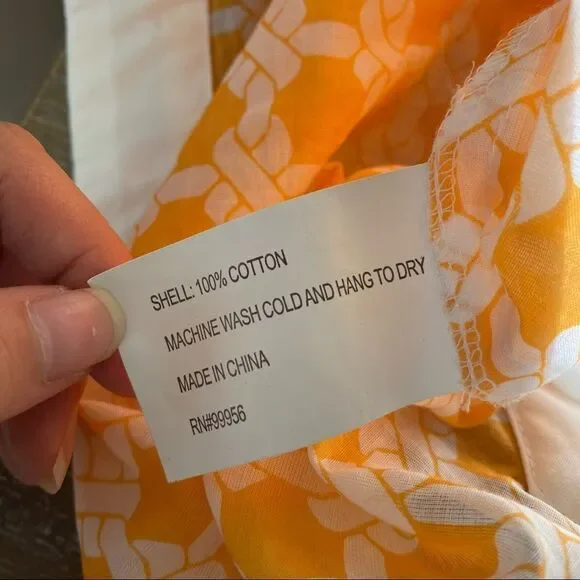 SHELL: 100% COTTON
MACHINE WASH COLD AND HANG TO DRY
MADE IN CHINA
RN#99956